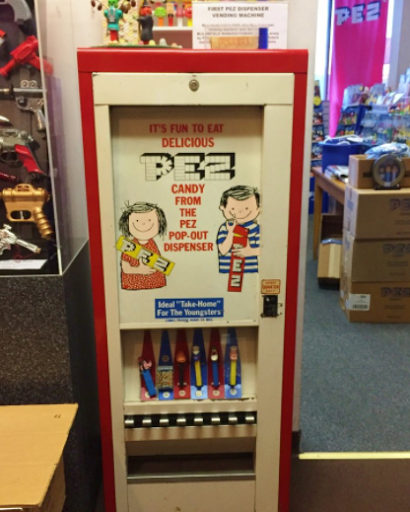 FIRST PEZ DISPENSER
VENDING MACHINE
PEZ
IT'S FUN TO EAT
DELICIOUS
PEZ
CANDY
FROM
THE
PEZ
POP-OUT
DISPENSER
PEZ
PEZ
Ideal "Take-Home"
For The Youngsters